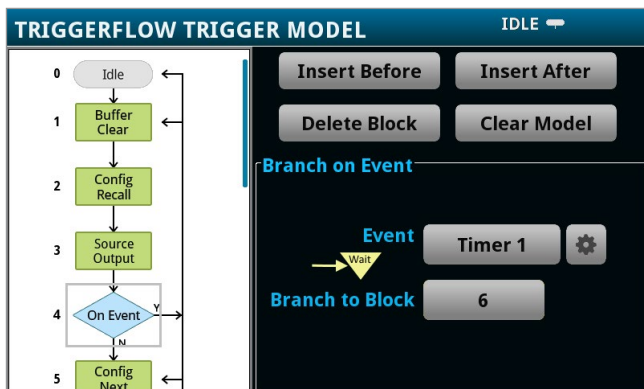 TRIGGERFLOW TRIGGER MODEL
IDLE
0
Idle
1
Buffer
Clear
2
Config
Recall
3
Source
Output
4
On Event
Y
N
5
Config
Next
Insert Before
Insert After
Delete Block
Clear Model
Branch on Event
Event
Timer 1
Wait
Branch to Block
6